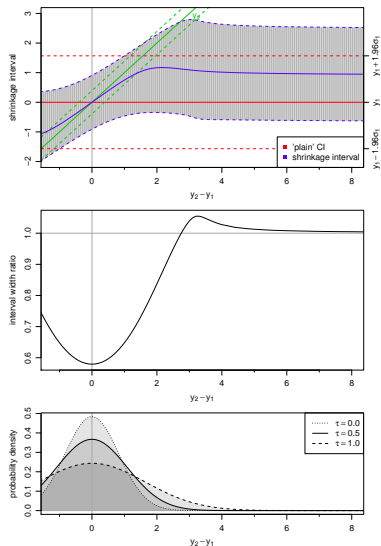 3
2
1
0
−1
−2
shrinkage interval
y₁+1.96σ₁
y₁
y₁−1.96σ₁
'plain' CI
shrinkage interval
0 2 4 6 8
y₂−y₁
1.0
0.9
0.8
0.7
0.6
interval width ratio
0 2 4 6 8
y₂−y₁
0.5
0.4
0.3
0.2
0.1
0.0
probability density
τ=0.0
τ=0.5
τ=1.0
0 2 4 6 8
y₂−y₁